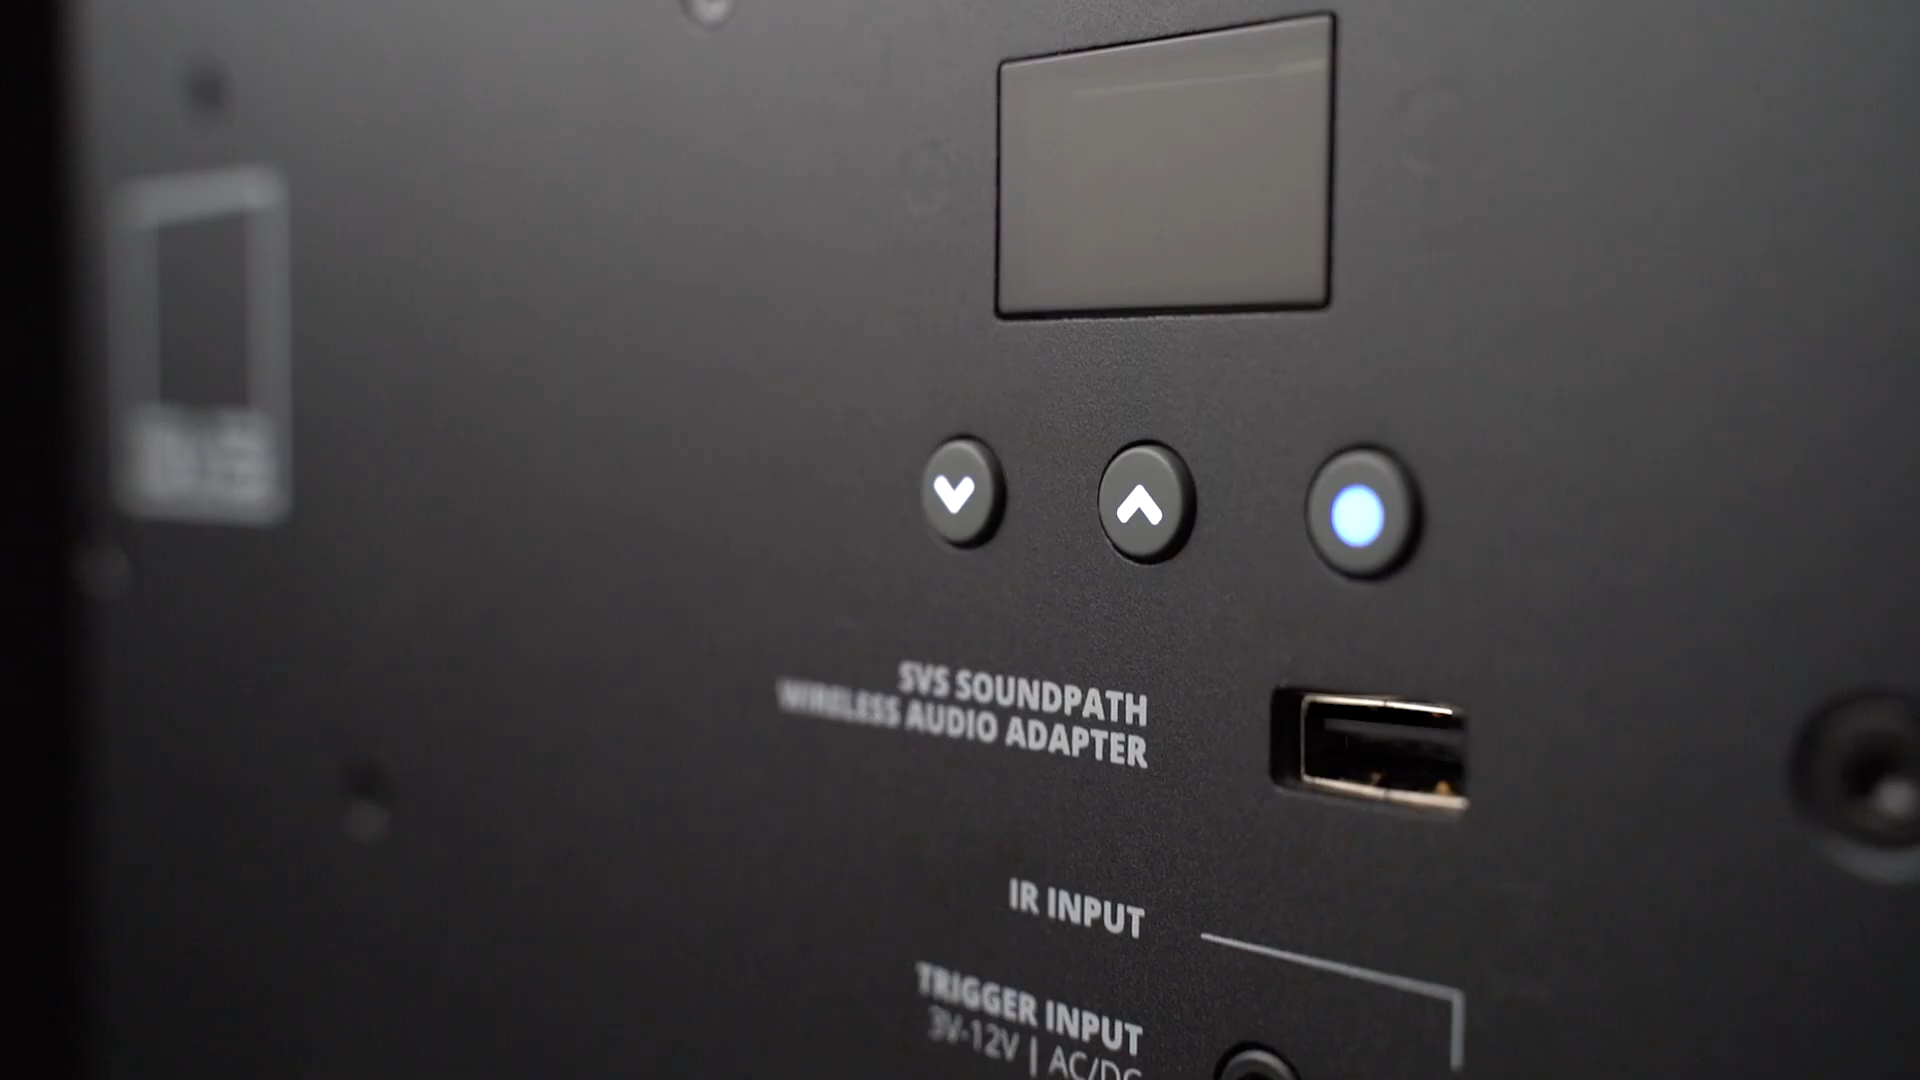 SVS SOUNDPATH
WIRELESS AUDIO ADAPTER
IR INPUT
TRIGGER INPUT
3V-12V | AC/DC